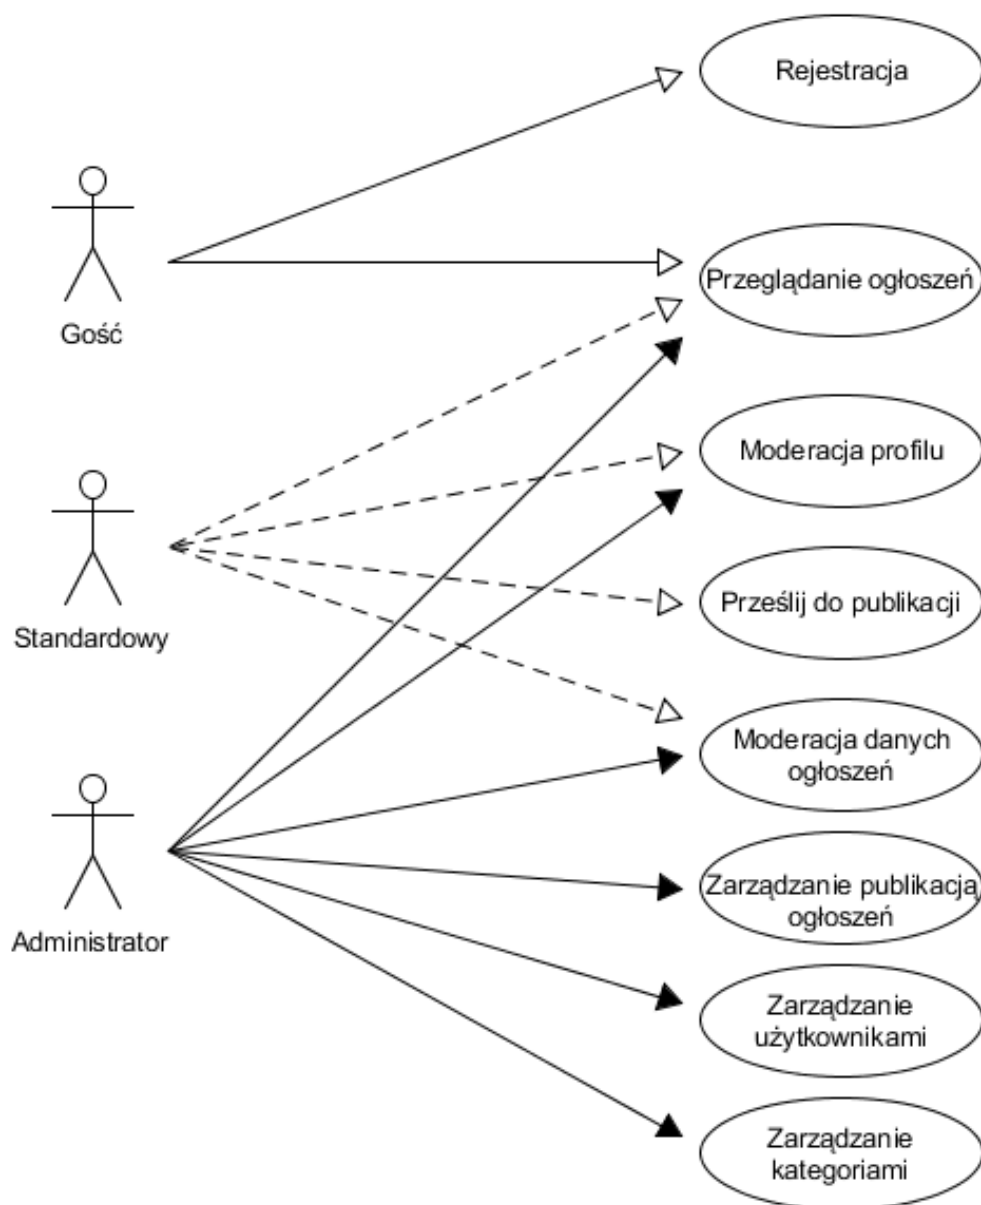 Rejestracja
Przeglądanie ogłoszeń
Gość
Moderacja profilu
Prześlij do publikacji
Standardowy
Moderacja danych
ogłoszeń
Zarządzanie publikacją
ogłoszeń
Administrator
Zarządzanie
użytkownikami
Zarządzanie
kategoriami